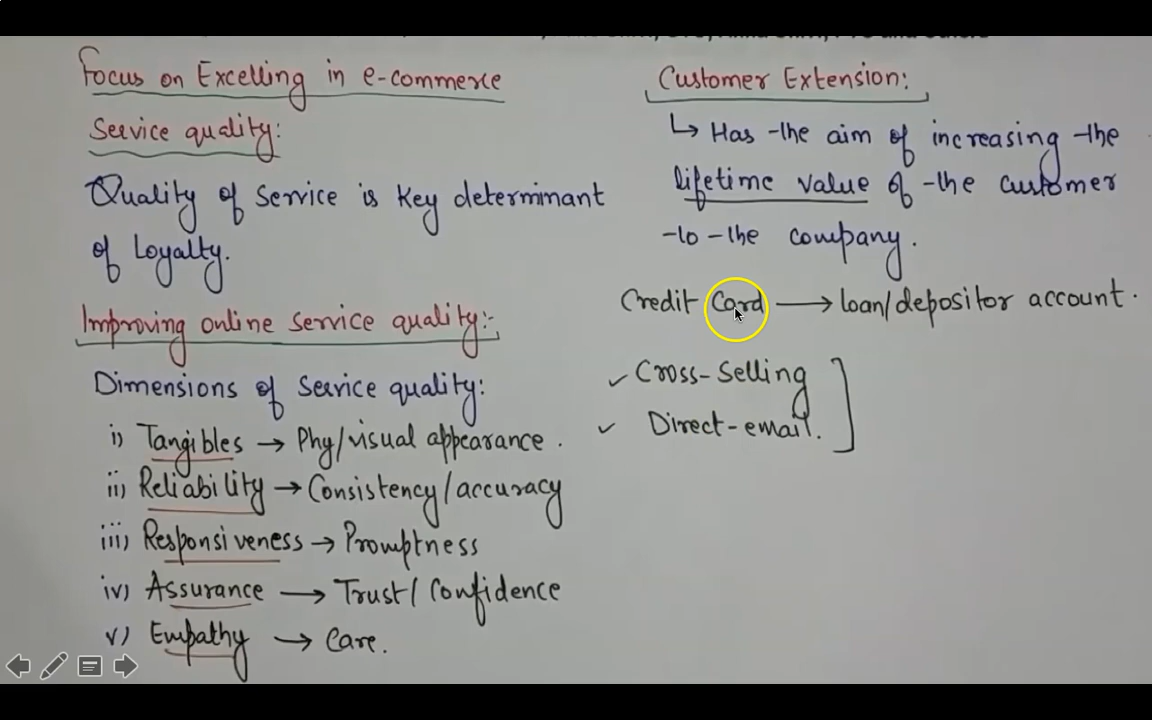 Focus on Excelling in e-commerce
Service quality:
Quality of Service is Key determinant
of Loyalty.
Improving online service quality:-
Dimensions of Service quality:
i) Tangibles → Phy/visual appearance.
ii) Reliability → Consistency/accuracy
iii) Responsiveness → Promptness
iv) Assurance → Trust/Confidence
v) Empathy → Care.
Customer Extension:
↳ Has the aim of increasing the
lifetime value of the customer
to the company.
Credit Card → loan/depositor account.
✓ Cross-Selling
✓ Direct-email.